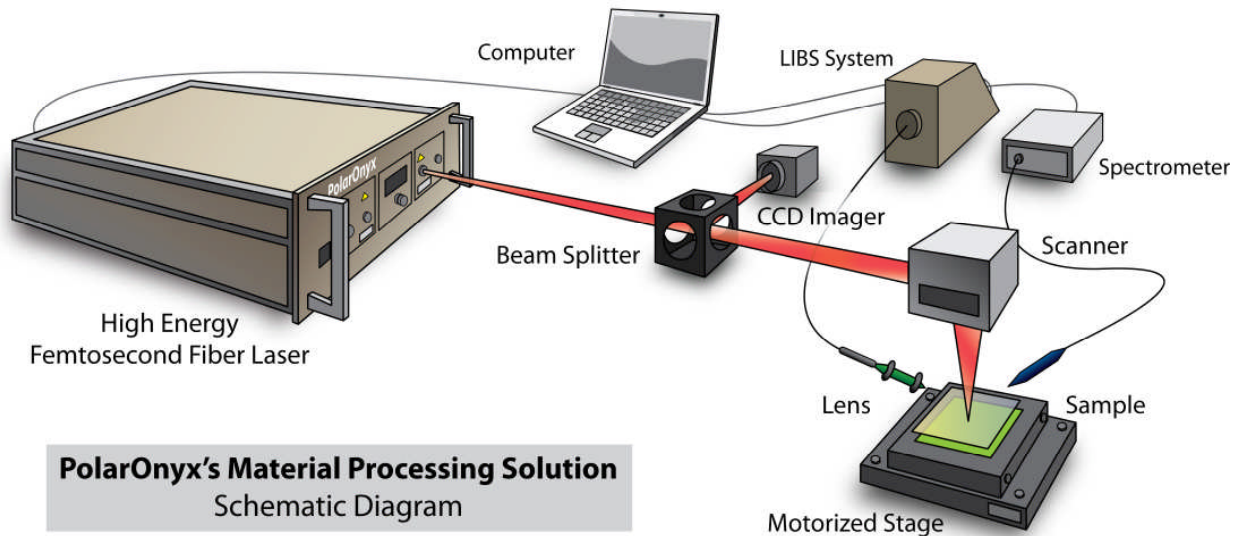 Computer
LIBS System
PolarOnyx
Spectrometer
CCD Imager
Beam Splitter
Scanner
High Energy
Femtosecond Fiber Laser
Lens
Sample
PolarOnyx's Material Processing Solution
Schematic Diagram
Motorized Stage